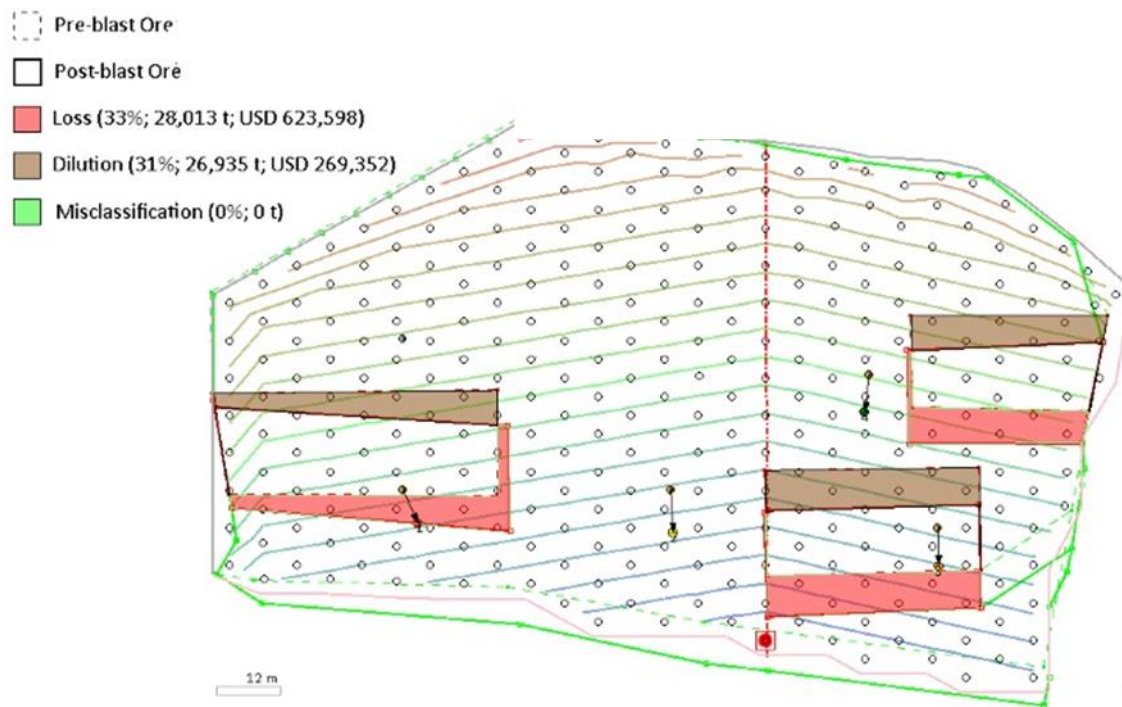 Pre-blast Ore
Post-blast Ore
Loss (33%; 28,013 t; USD 623,598)
Dilution (31%; 26,935 t; USD 269,352)
Misclassification (0%; 0 t)
12 m